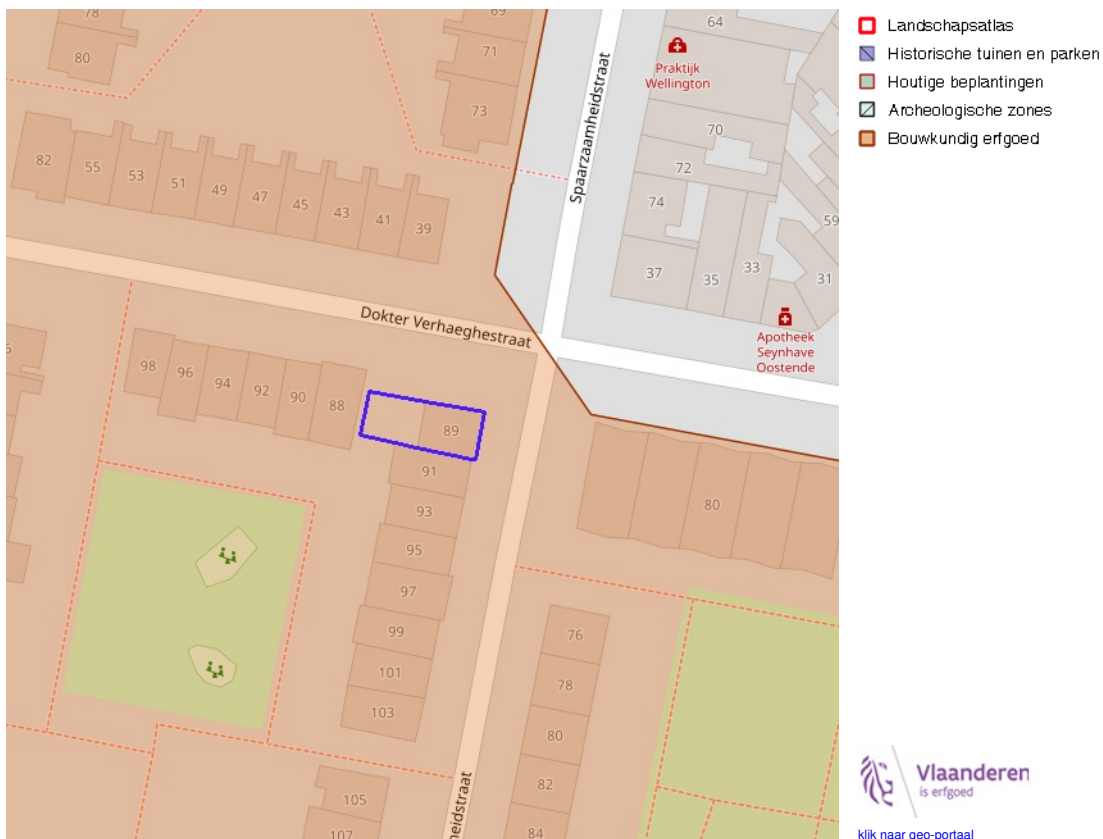 78
80
69
71
73
82
55
53
51
49
47
45
43
41
39
64
Praktijk
Wellington
70
72
74
59
37
35
33
31
Spaarzaamheidstraat
Dokter Verhaeghestraat
Apotheek
Seynhave
Oostende
98
96
94
92
90
88
89
91
93
95
97
99
101
103
80
76
78
80
82
84
105
107
heidstraat
Landschapsatlas
Historische tuinen en parken
Houtige beplantingen
Archeologische zones
Bouwkundig erfgoed
Vlaanderen
is erfgoed
klik naar geo-portaal